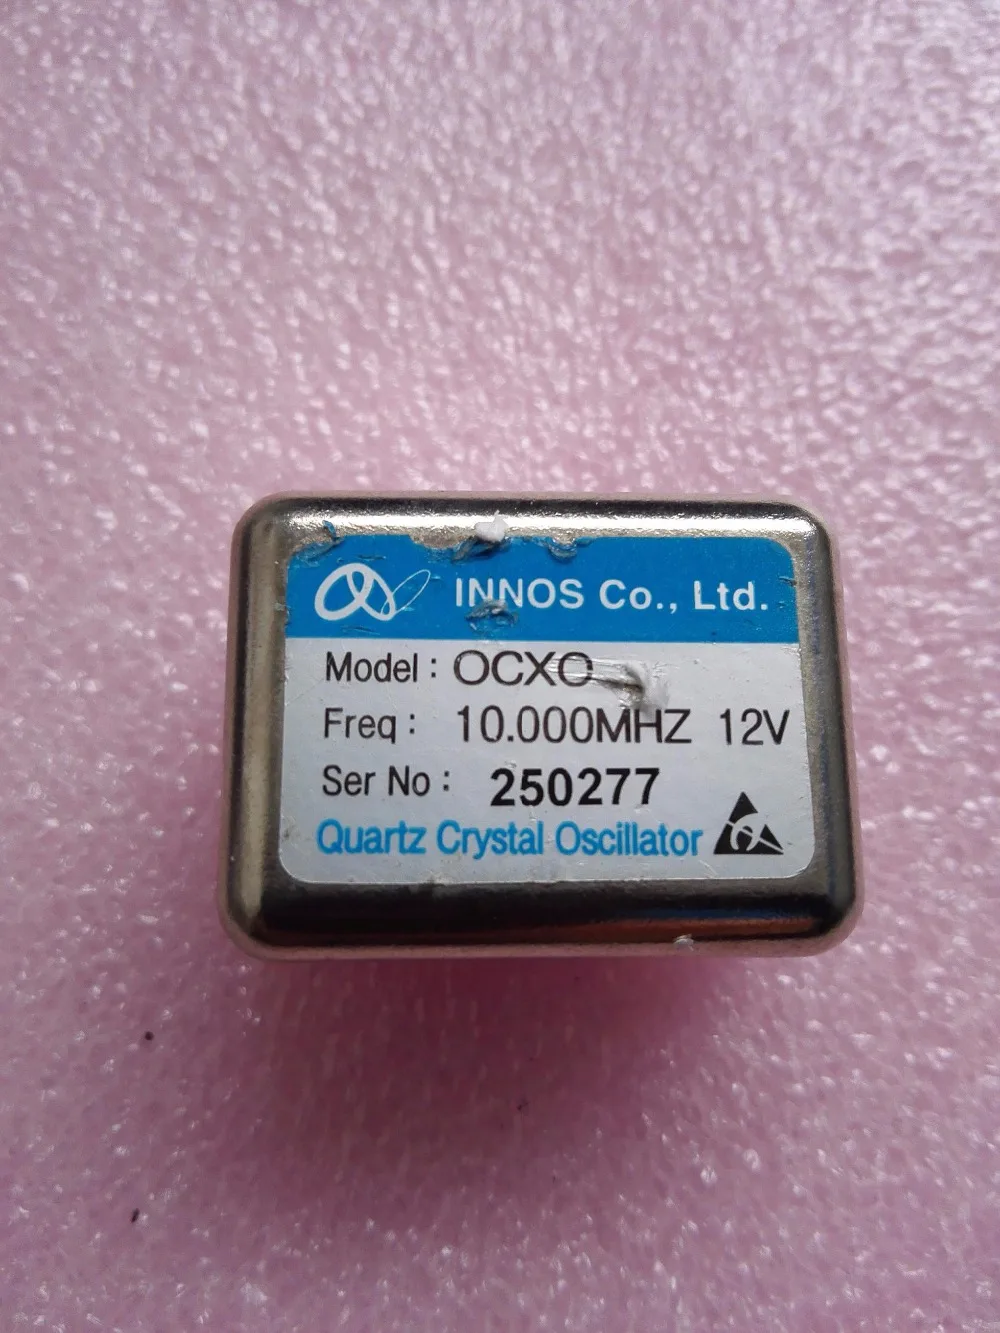 INNOS Co., Ltd.
Model : OCXO
Freq : 10.000MHZ 12V
Ser No : 250277
Quartz Crystal Oscillator